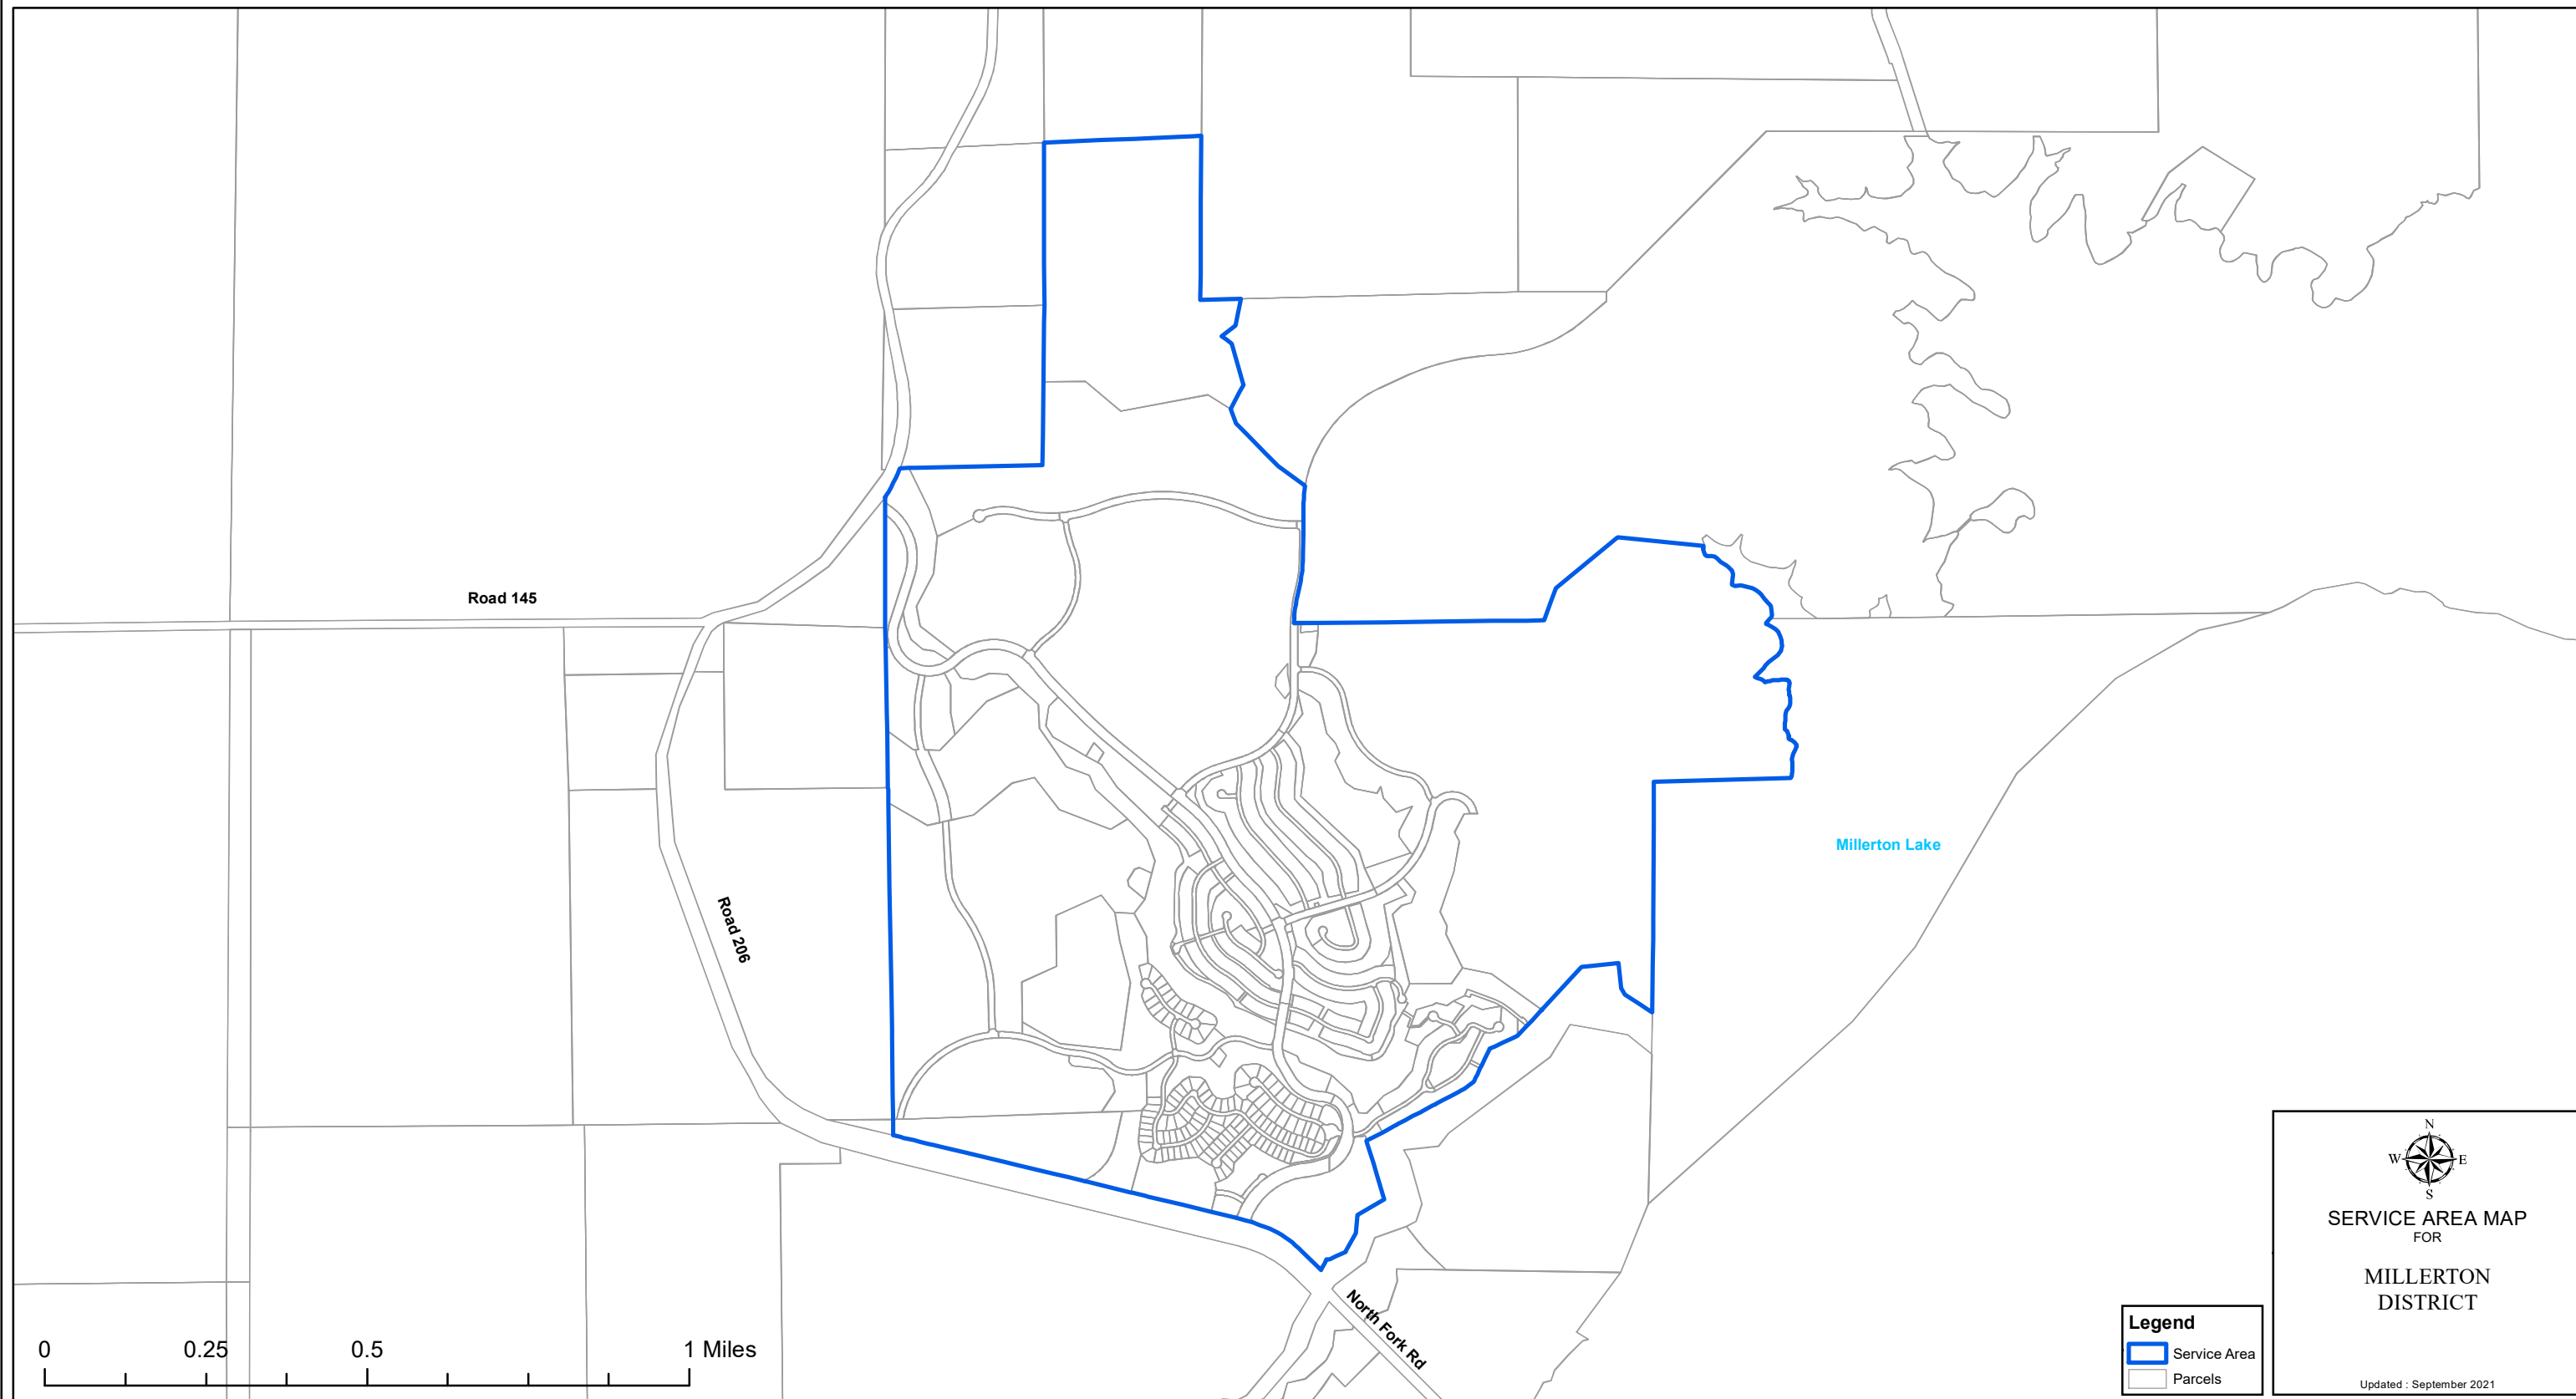 Road 145
Road 206
Millerton Lake
North Fork Rd
0
0.25
0.5
1 Miles
Legend
Service Area
Parcels
N
W
E
S
SERVICE AREA MAP
FOR
MILLERTON
DISTRICT
Updated : September 2021